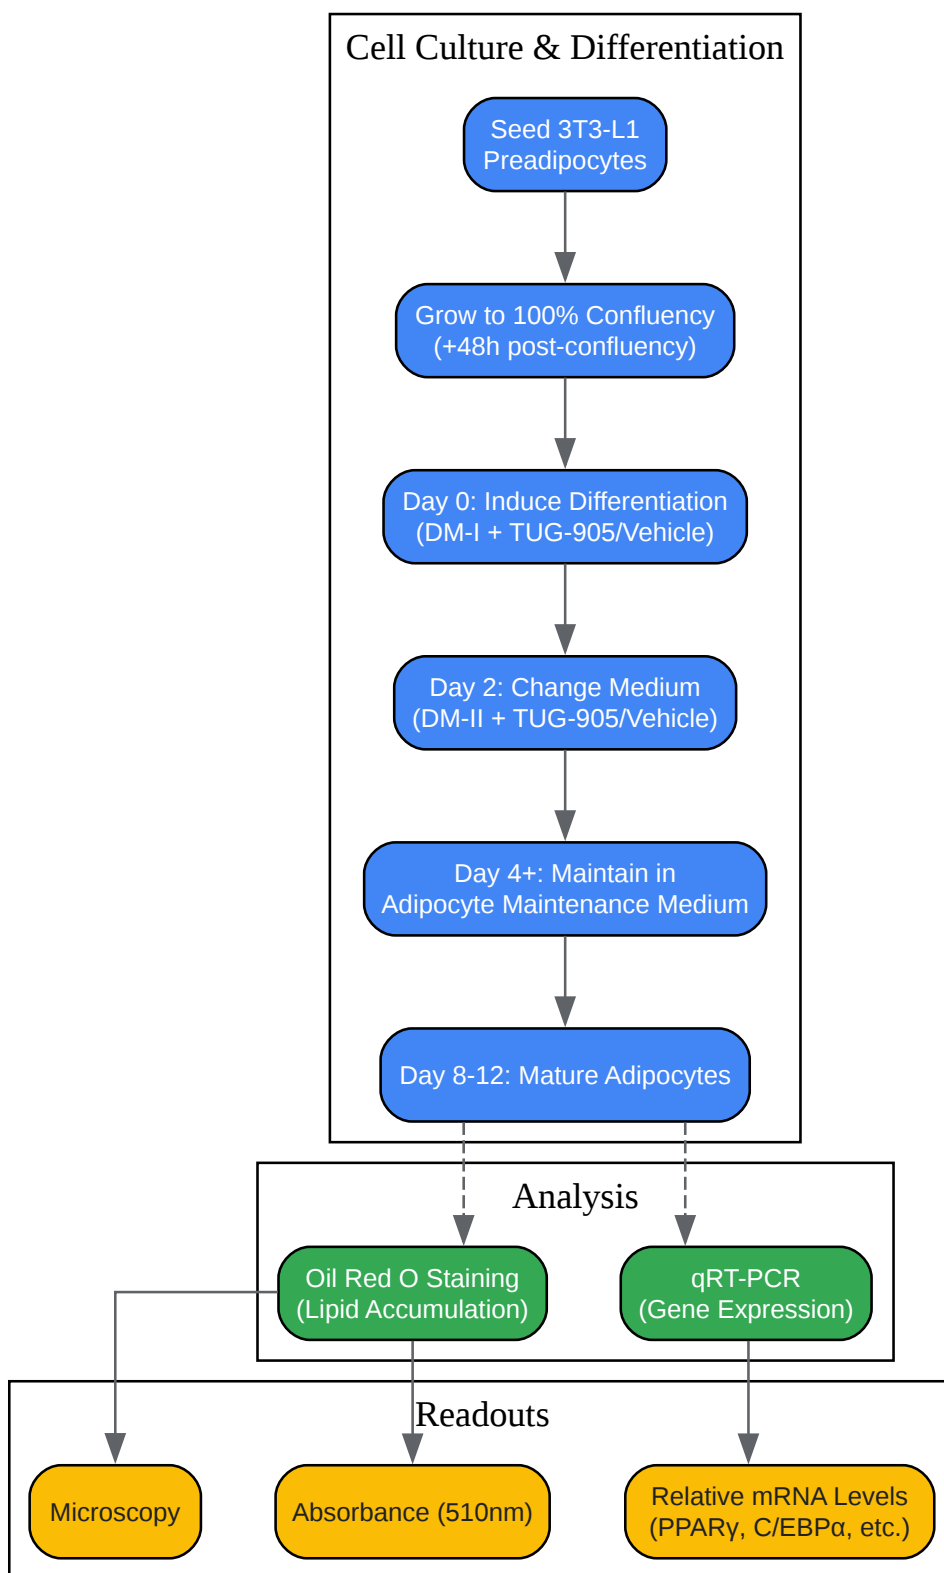 Cell Culture & Differentiation
Seed 3T3-L1
Preadipocytes
Grow to 100% Confluency
(+48h post-confluency)
Day 0: Induce Differentiation
(DM-I + TUG-905/Vehicle)
Day 2: Change Medium
(DM-II + TUG-905/Vehicle)
Day 4+: Maintain in
Adipocyte Maintenance Medium
Day 8-12: Mature Adipocytes
Analysis
Oil Red O Staining
(Lipid Accumulation)
qRT-PCR
(Gene Expression)
Readouts
Microscopy
Absorbance (510nm)
Relative mRNA Levels
(PPARγ, C/EBPα, etc.)